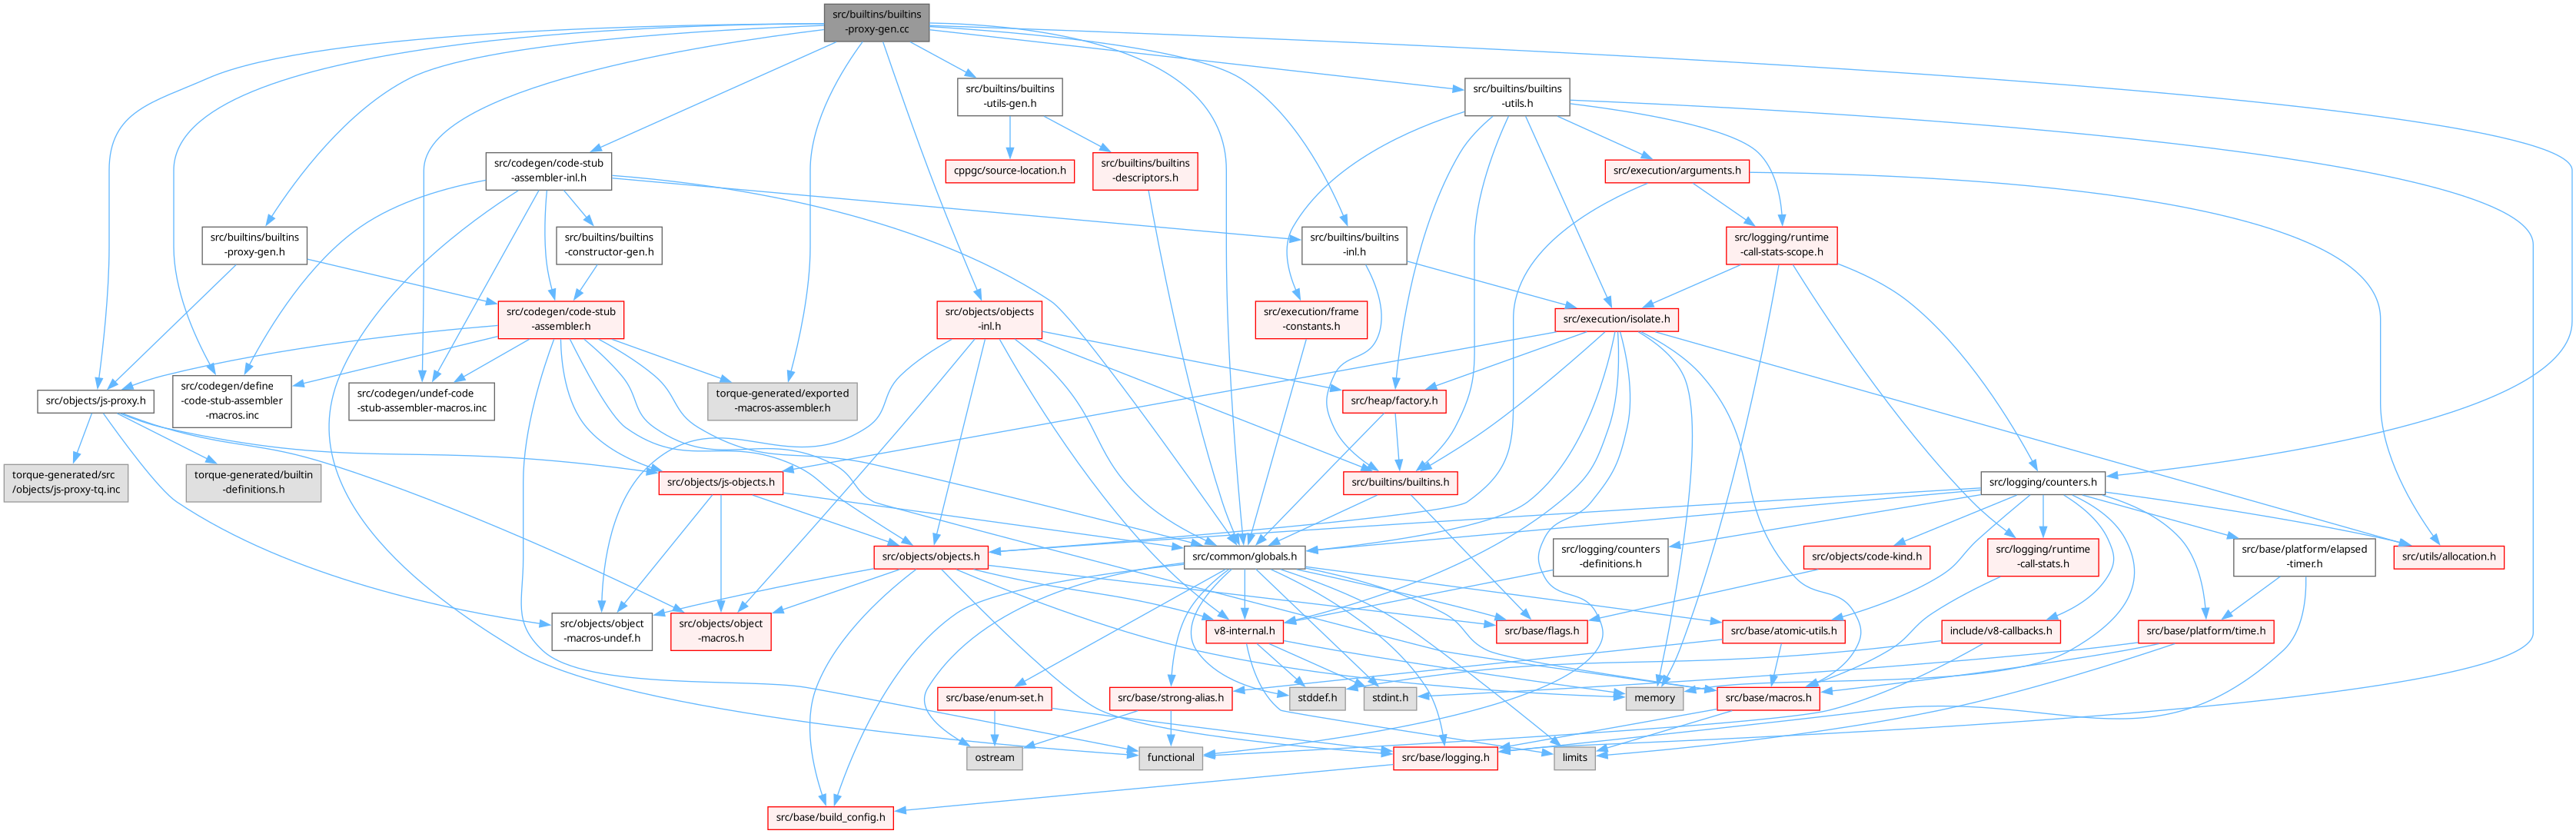 src/builtins/builtins
-proxy-gen.cc
src/builtins/builtins
-utils-gen.h
src/builtins/builtins
-utils.h
src/codegen/code-stub
-assembler-inl.h
cppgc/source-location.h
src/builtins/builtins
-descriptors.h
src/execution/arguments.h
src/builtins/builtins
-proxy-gen.h
src/builtins/builtins
-constructor-gen.h
src/builtins/builtins
-inl.h
src/logging/runtime
-call-stats-scope.h
src/codegen/code-stub
-assembler.h
src/objects/objects
-inl.h
src/execution/frame
-constants.h
src/execution/isolate.h
src/objects/js-proxy.h
src/codegen/define
-code-stub-assembler
-macros.inc
src/codegen/undef-code
-stub-assembler-macros.inc
torque-generated/exported
-macros-assembler.h
src/heap/factory.h
torque-generated/src
/objects/js-proxy-tq.inc
torque-generated/builtin
-definitions.h
src/objects/js-objects.h
src/builtins/builtins.h
src/logging/counters.h
src/objects/objects.h
src/common/globals.h
src/logging/counters
-definitions.h
src/objects/code-kind.h
src/logging/runtime
-call-stats.h
src/base/platform/elapsed
-timer.h
src/utils/allocation.h
src/objects/object
-macros-undef.h
src/objects/object
-macros.h
v8-internal.h
src/base/flags.h
src/base/atomic-utils.h
include/v8-callbacks.h
src/base/platform/time.h
src/base/enum-set.h
src/base/strong-alias.h
stddef.h
stdint.h
memory
src/base/macros.h
ostream
functional
src/base/logging.h
limits
src/base/build_config.h